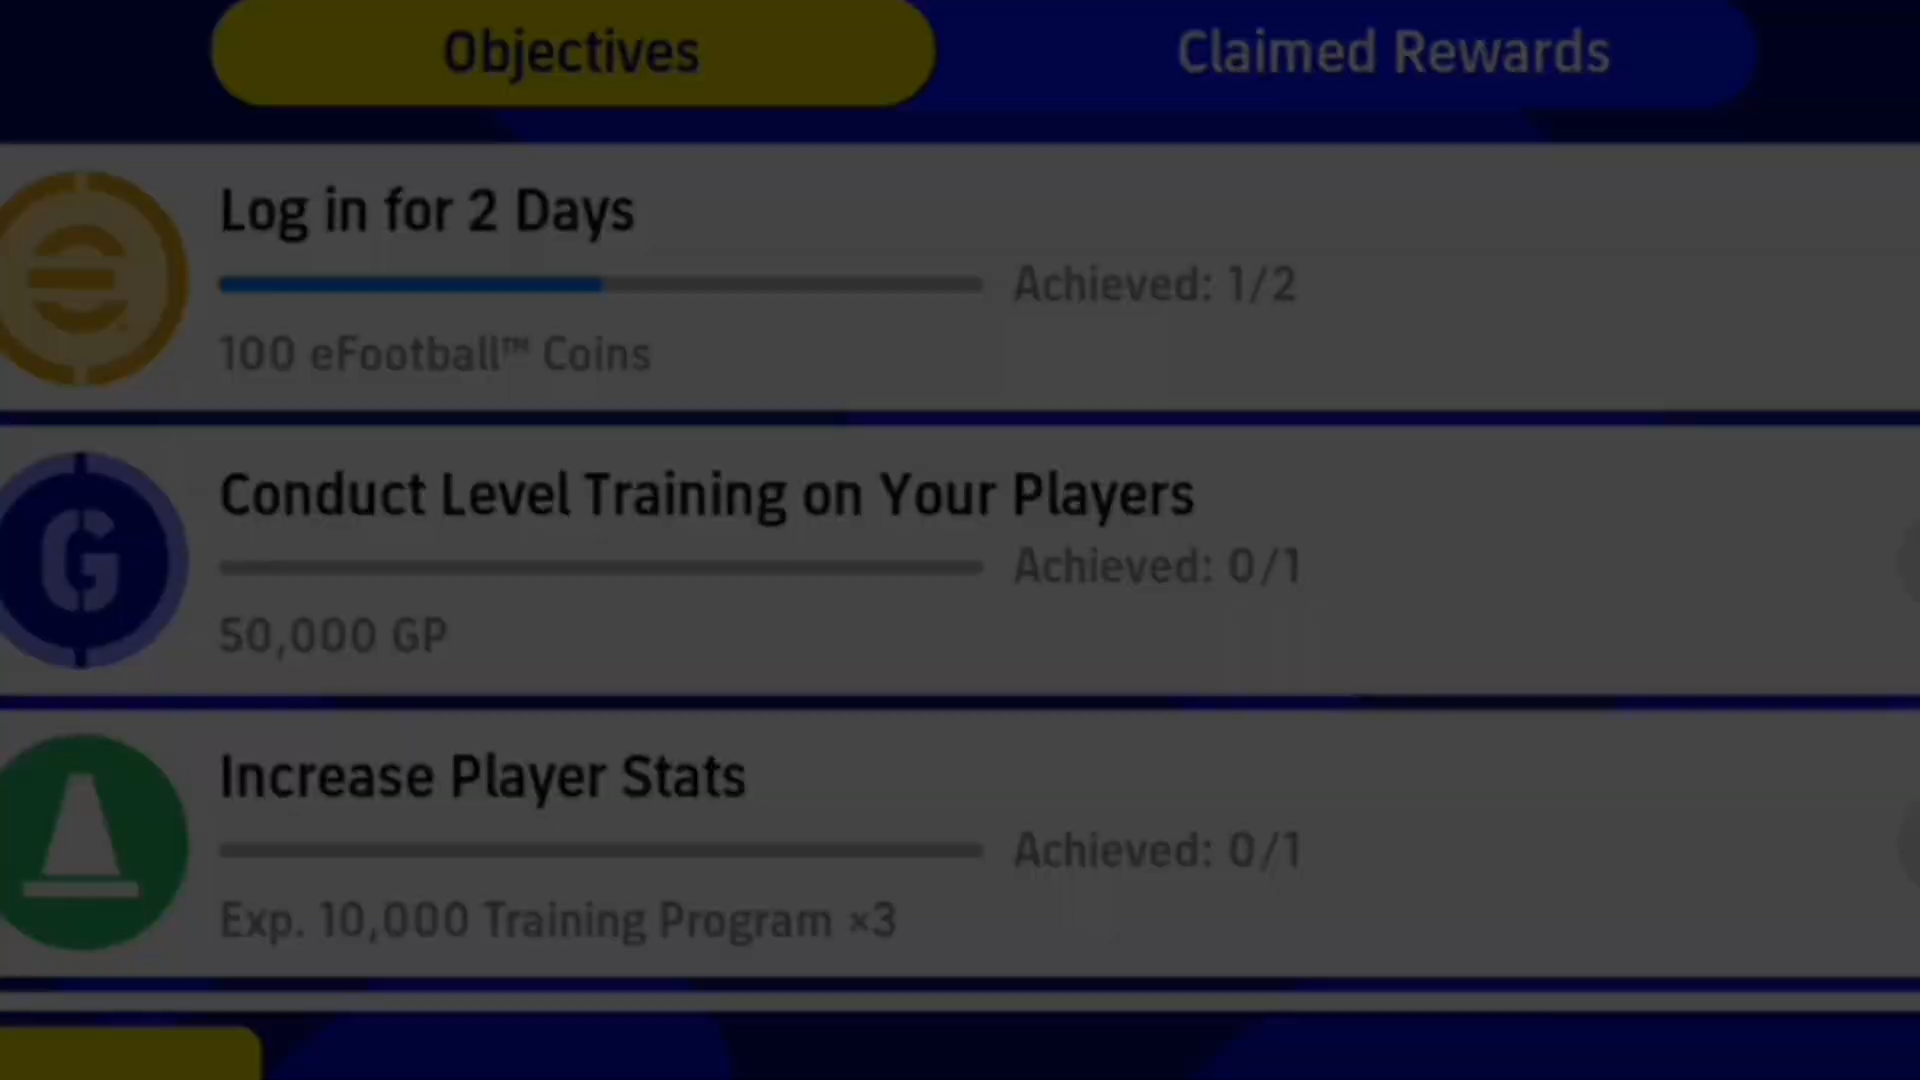 Objectives
Claimed Rewards
Log in for 2 Days
Achieved: 1/2
100 eFootball™ Coins
G
Conduct Level Training on Your Players
Achieved: 0/1
50,000 GP
Increase Player Stats
Achieved: 0/1
Exp. 10,000 Training Program ×3